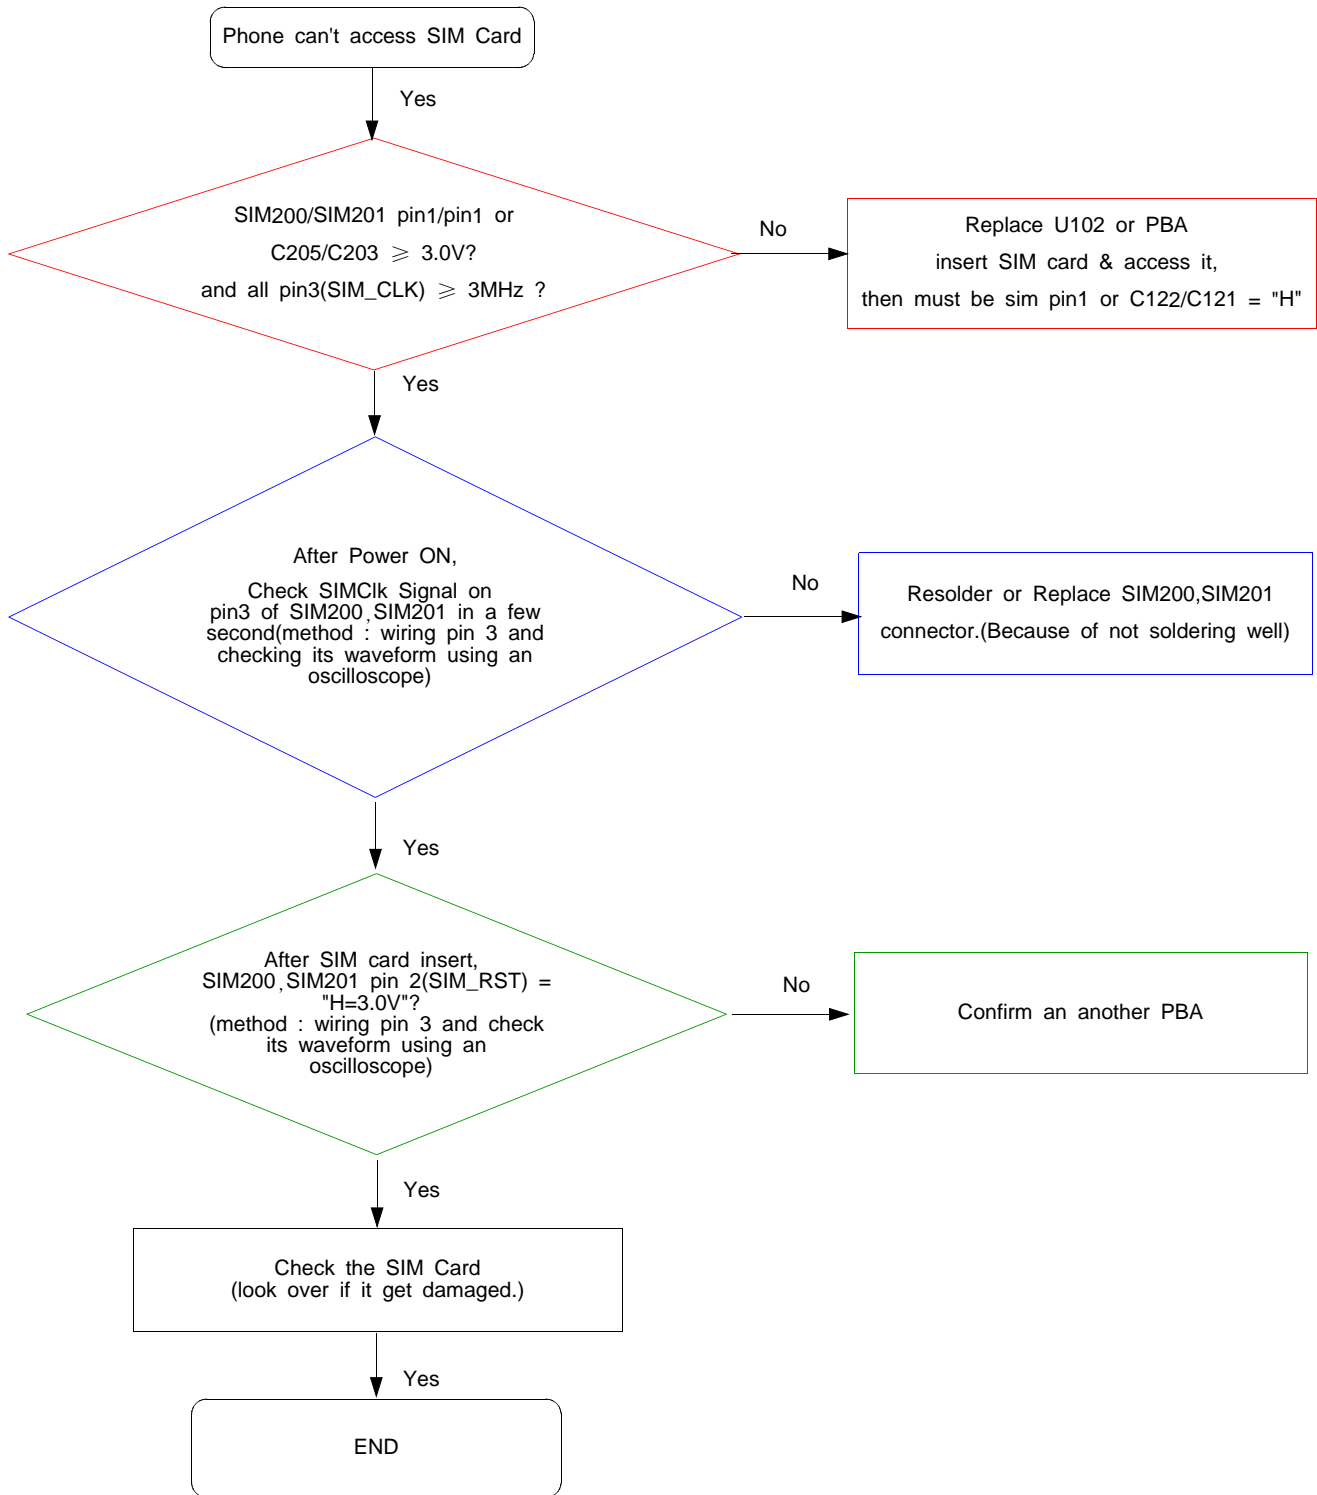 Phone can't access SIM Card
Yes
SIM200/SIM201 pin1/pin1 or
C205/C203 ≥ 3.0V?
and all pin3(SIM_CLK) ≥ 3MHz ?
No
Replace U102 or PBA
insert SIM card & access it,
then must be sim pin1 or C122/C121 = "H"
Yes
After Power ON,
Check SIMClk Signal on
pin3 of SIM200,SIM201 in a few
second(method : wiring pin 3 and
checking its waveform using an
oscilloscope)
No
Resolder or Replace SIM200,SIM201
connector.(Because of not soldering well)
Yes
After SIM card insert,
SIM200,SIM201 pin 2(SIM_RST) =
"H=3.0V"?
(method : wiring pin 3 and check
its waveform using an
oscilloscope)
No
Confirm an another PBA
Yes
Check the SIM Card
(look over if it get damaged.)
Yes
END